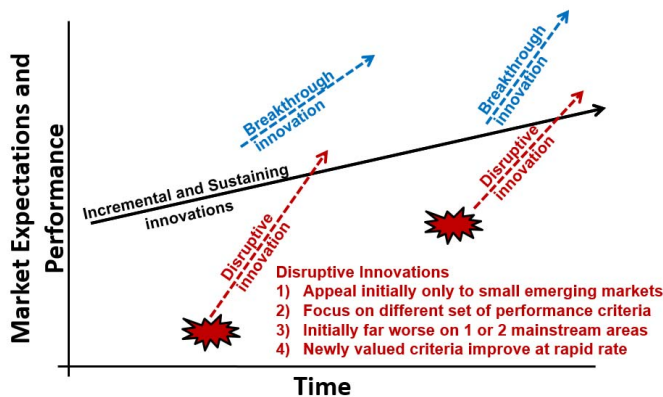 Market Expectations and
Performance
Breakthrough
innovation
Breakthrough
innovation
Incremental and Sustaining
innovations
Disruptive
innovation
Disruptive
innovation
Disruptive Innovations
1) Appeal initially only to small emerging markets
2) Focus on different set of performance criteria
3) Initially far worse on 1 or 2 mainstream areas
4) Newly valued criteria improve at rapid rate
Time